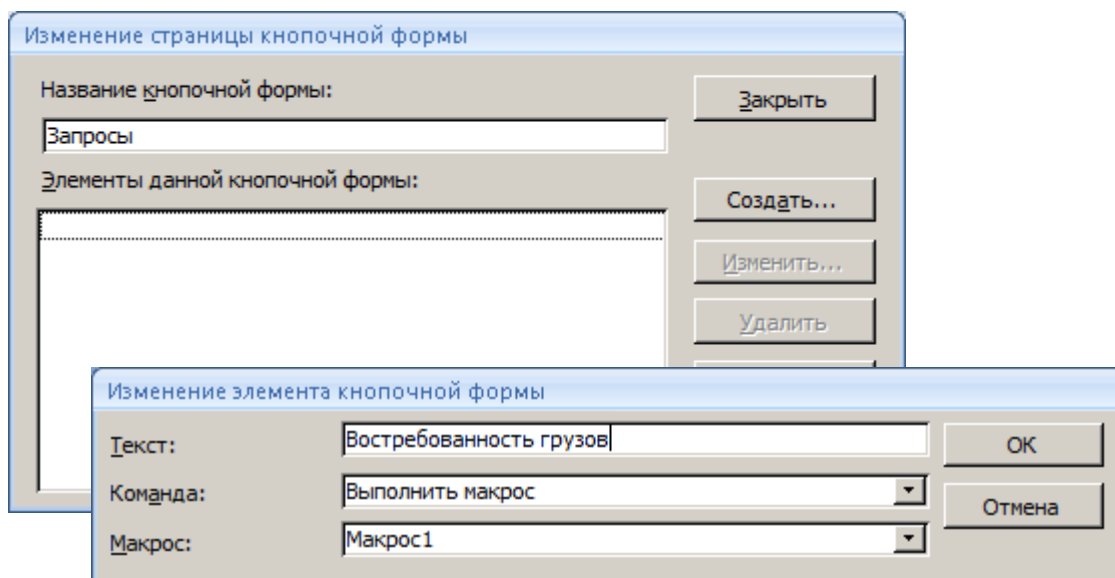 Изменение страницы кнопочной формы
Название кнопочной формы:
Закрыть
Запросы
Элементы данной кнопочной формы:
Создать...
Изменить...
Удалить
Изменение элемента кнопочной формы
Текст:
Востребованность грузов
ОК
Команда:
Выполнить макрос
Отмена
Макрос:
Макрос1